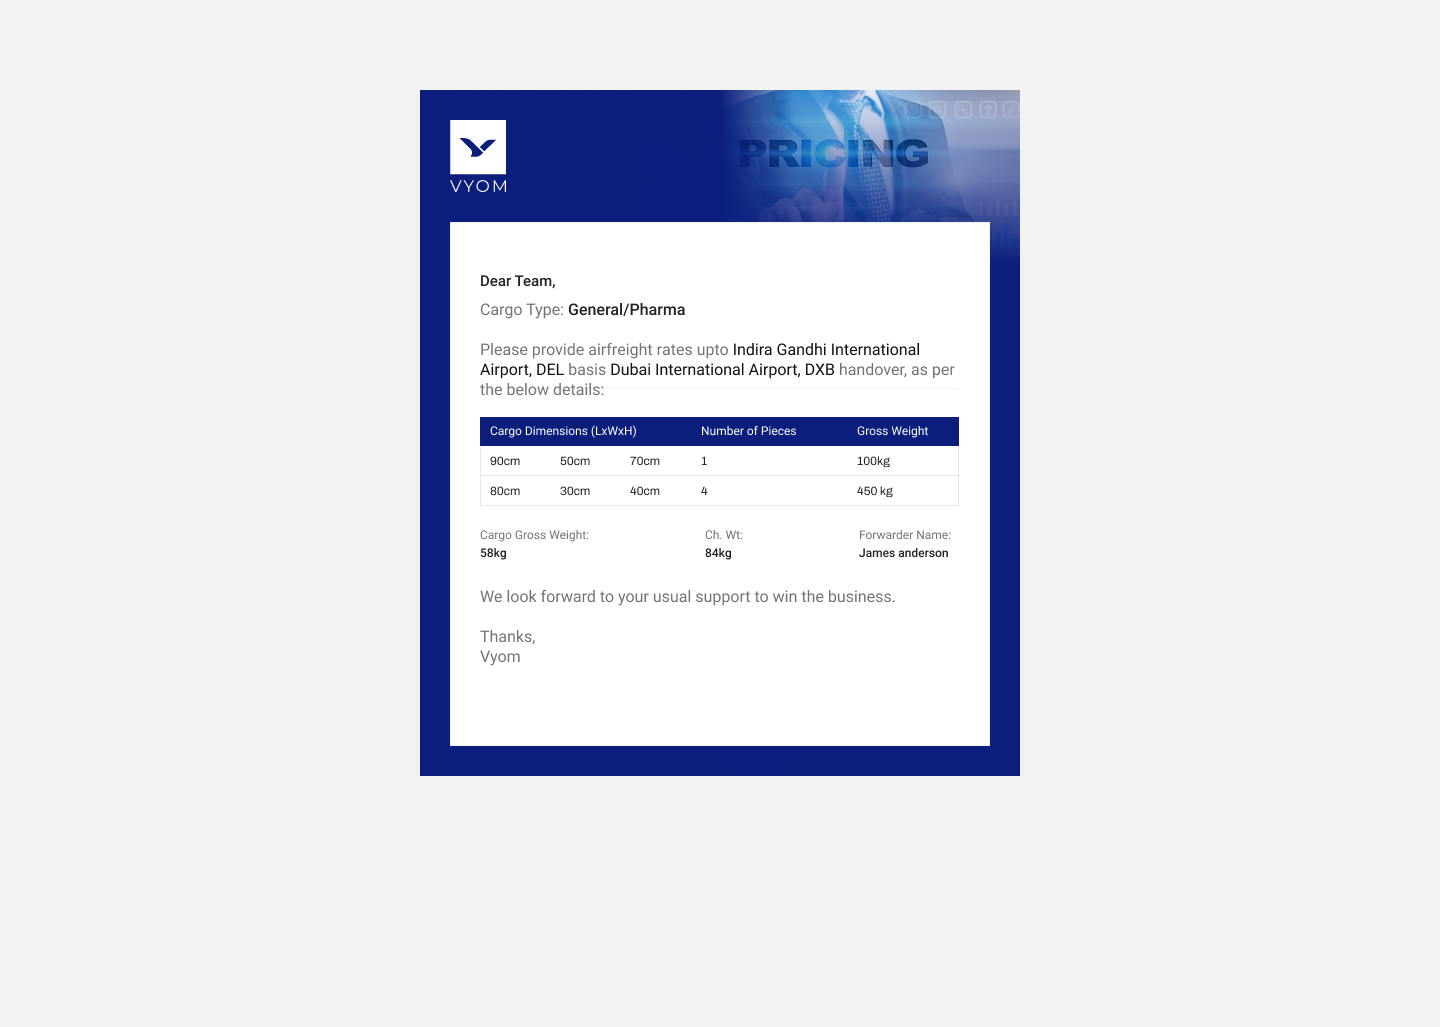 VYOM
PRICING
Dear Team,
Cargo Type: General/Pharma
Please provide airfreight rates upto Indira Gandhi International
Airport, DEL basis Dubai International Airport, DXB handover, as per
the below details:
Cargo Dimensions (LxWxH) Number of Pieces Gross Weight
90cm 50cm 70cm 1 100kg
80cm 30cm 40cm 4 450 kg
Cargo Gross Weight: Ch. Wt: Forwarder Name:
58kg 84kg James anderson
We look forward to your usual support to win the business.
Thanks,
Vyom